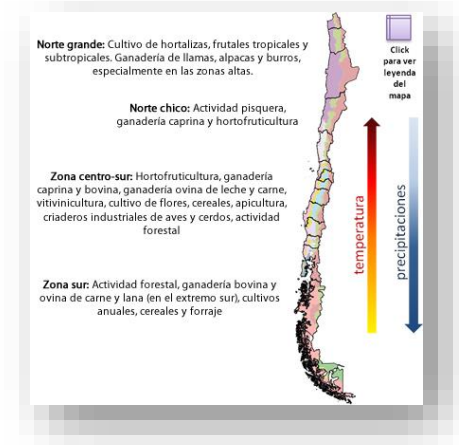 Norte grande: Cultivo de hortalizas, frutales tropicales y
subtropicales. Ganadería de llamas, alpacas y burros,
especialmente en las zonas altas.
Click
para ver
leyenda
del
mapa
Norte chico: Actividad pisquera,
ganadería caprina y hortofruticultura
Zona centro-sur: Hortofruticultura, ganadería
caprina y bovina, ganadería ovina de leche y carne,
vitivinicultura, cultivo de flores, cereales, apicultura,
criaderos industriales de aves y cerdos, actividad
forestal
Zona sur: Actividad forestal, ganadería bovina y
ovina de carne y lana (en el extremo sur), cultivos
anuales, cereales y forraje
temperatura
precipitaciones